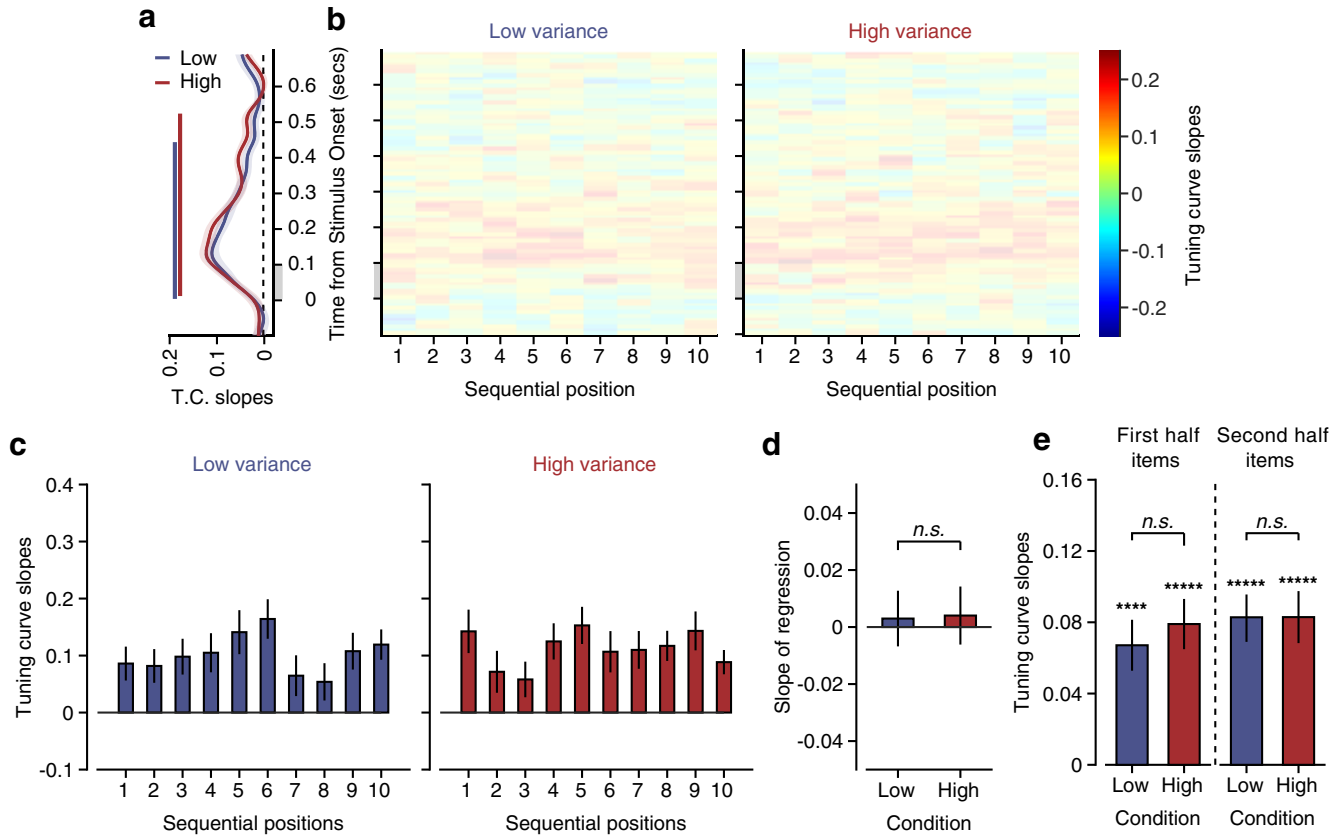 a
Low
High
0.6
0.5
0.4
0.3
0.2
0.1
0
Time from Stimulus Onset (secs)
0.2
0.1
0
T.C. slopes
b
Low variance
High variance
1 2 3 4 5 6 7 8 9 10
1 2 3 4 5 6 7 8 9 10
Sequential position
Sequential position
0.2
0.1
0
-0.1
-0.2
Tuning curve slopes
c
Low variance
High variance
Tuning curve slopes
0.4
0.3
0.2
0.1
0
-0.1
1 2 3 4 5 6 7 8 9 10
1 2 3 4 5 6 7 8 9 10
Sequential positions
Sequential positions
d
Slope of regression
0.04
0.02
0
-0.02
-0.04
n.s.
Low High
Condition
e
First half
items
Second half
items
Tuning curve slopes
0.16
0.12
0.08
0.04
0
n.s.
n.s.
****
*****
*****
*****
Low High
Low High
Condition
Condition